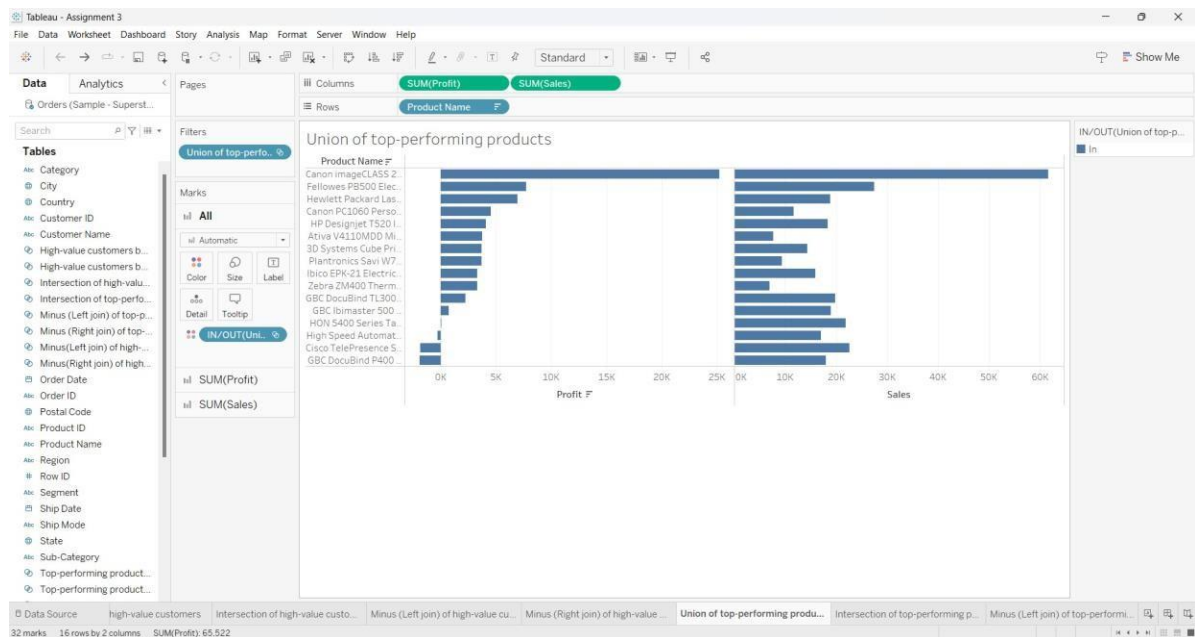 Tableau - Assignment 3
File Data Worksheet Dashboard Story Analysis Map Format Server Window Help
Standard
Show Me
Data Analytics
Orders (Sample - Superst...
Search
Tables
Abc Category
City
Country
Abc Customer ID
Abc Customer Name
High-value customers b...
High-value customers b...
Intersection of high-valu...
Intersection of top-perfo...
Minus (Left join) of top-p...
Minus (Right join) of top-...
Minus(Left join) of high-...
Minus(Right join) of high...
Order Date
Abc Order ID
Postal Code
Abc Product ID
Abc Product Name
Abc Region
# Row ID
Abc Segment
Ship Date
Abc Ship Mode
State
Abc Sub-Category
Top-performing product...
Top-performing product...
Pages
Filters
Union of top-perfo..
Marks
All
Automatic
Color Size Label
Detail Tooltip
IN/OUT(Uni..
SUM(Profit)
SUM(Sales)
Columns SUM(Profit) SUM(Sales)
Rows Product Name
Union of top-performing products
Product Name
Canon imageCLASS 2..
Fellowes PB500 Elec..
Hewlett Packard Las..
Canon PC1060 Perso..
HP Designjet T520 I..
Ativa V4110MDD Mi..
3D Systems Cube Pri..
Plantronics Savi W7..
Ibico EPK-21 Electric..
Zebra ZM400 Therm..
GBC DocuBind TL300..
GBC Ibimaster 500 ..
HON 5400 Series Ta..
High Speed Automat..
Cisco TelePresence S..
GBC DocuBind P400 ..
0K 5K 10K 15K 20K 25K 0K 10K 20K 30K 40K 50K 60K
Profit Sales
IN/OUT(Union of top-p...
In
Data Source high-value customers Intersection of high-value custo... Minus (Left join) of high-value cu... Minus (Right join) of high-value ... Union of top-performing produ... Intersection of top-performing p... Minus (Left join) of top-performi...
32 marks 16 rows by 2 columns SUM(Profit): 65,522